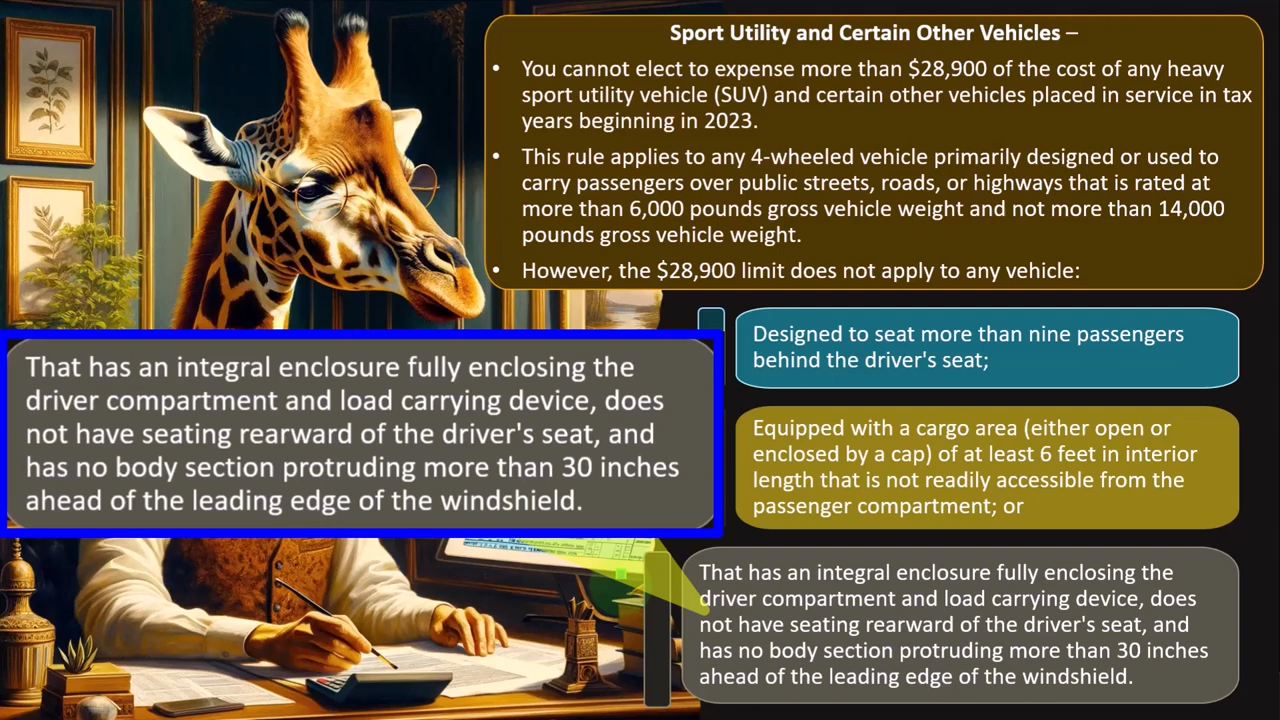 Sport Utility and Certain Other Vehicles –
• You cannot elect to expense more than $28,900 of the cost of any heavy
sport utility vehicle (SUV) and certain other vehicles placed in service in tax
years beginning in 2023.
• This rule applies to any 4-wheeled vehicle primarily designed or used to
carry passengers over public streets, roads, or highways that is rated at
more than 6,000 pounds gross vehicle weight and not more than 14,000
pounds gross vehicle weight.
• However, the $28,900 limit does not apply to any vehicle:
Designed to seat more than nine passengers
behind the driver's seat;
That has an integral enclosure fully enclosing the
driver compartment and load carrying device, does
not have seating rearward of the driver's seat, and
has no body section protruding more than 30 inches
ahead of the leading edge of the windshield.
Equipped with a cargo area (either open or
enclosed by a cap) of at least 6 feet in interior
length that is not readily accessible from the
passenger compartment; or
That has an integral enclosure fully enclosing the
driver compartment and load carrying device, does
not have seating rearward of the driver's seat, and
has no body section protruding more than 30 inches
ahead of the leading edge of the windshield.